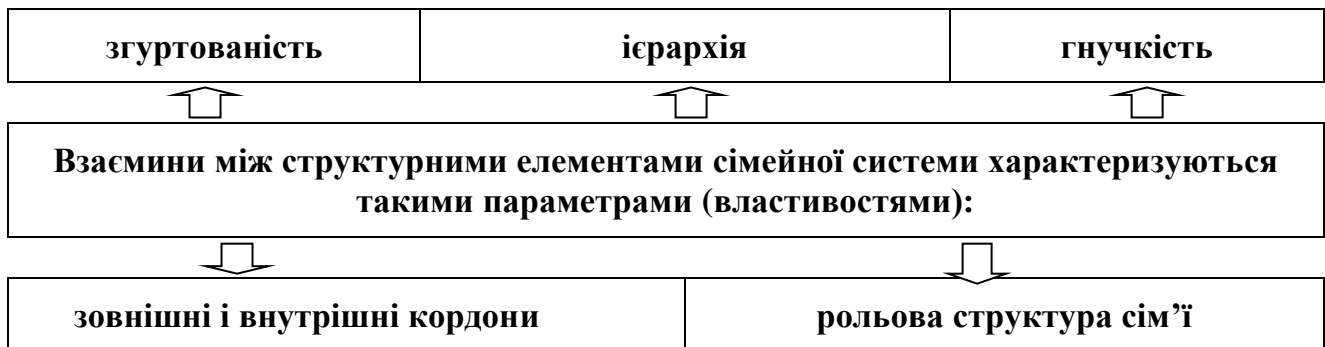 згуртованість ієрархія гнучкість
Взаємини між структурними елементами сімейної системи характеризуються
такими параметрами (властивостями):
зовнішні і внутрішні кордони рольова структура сім’ї